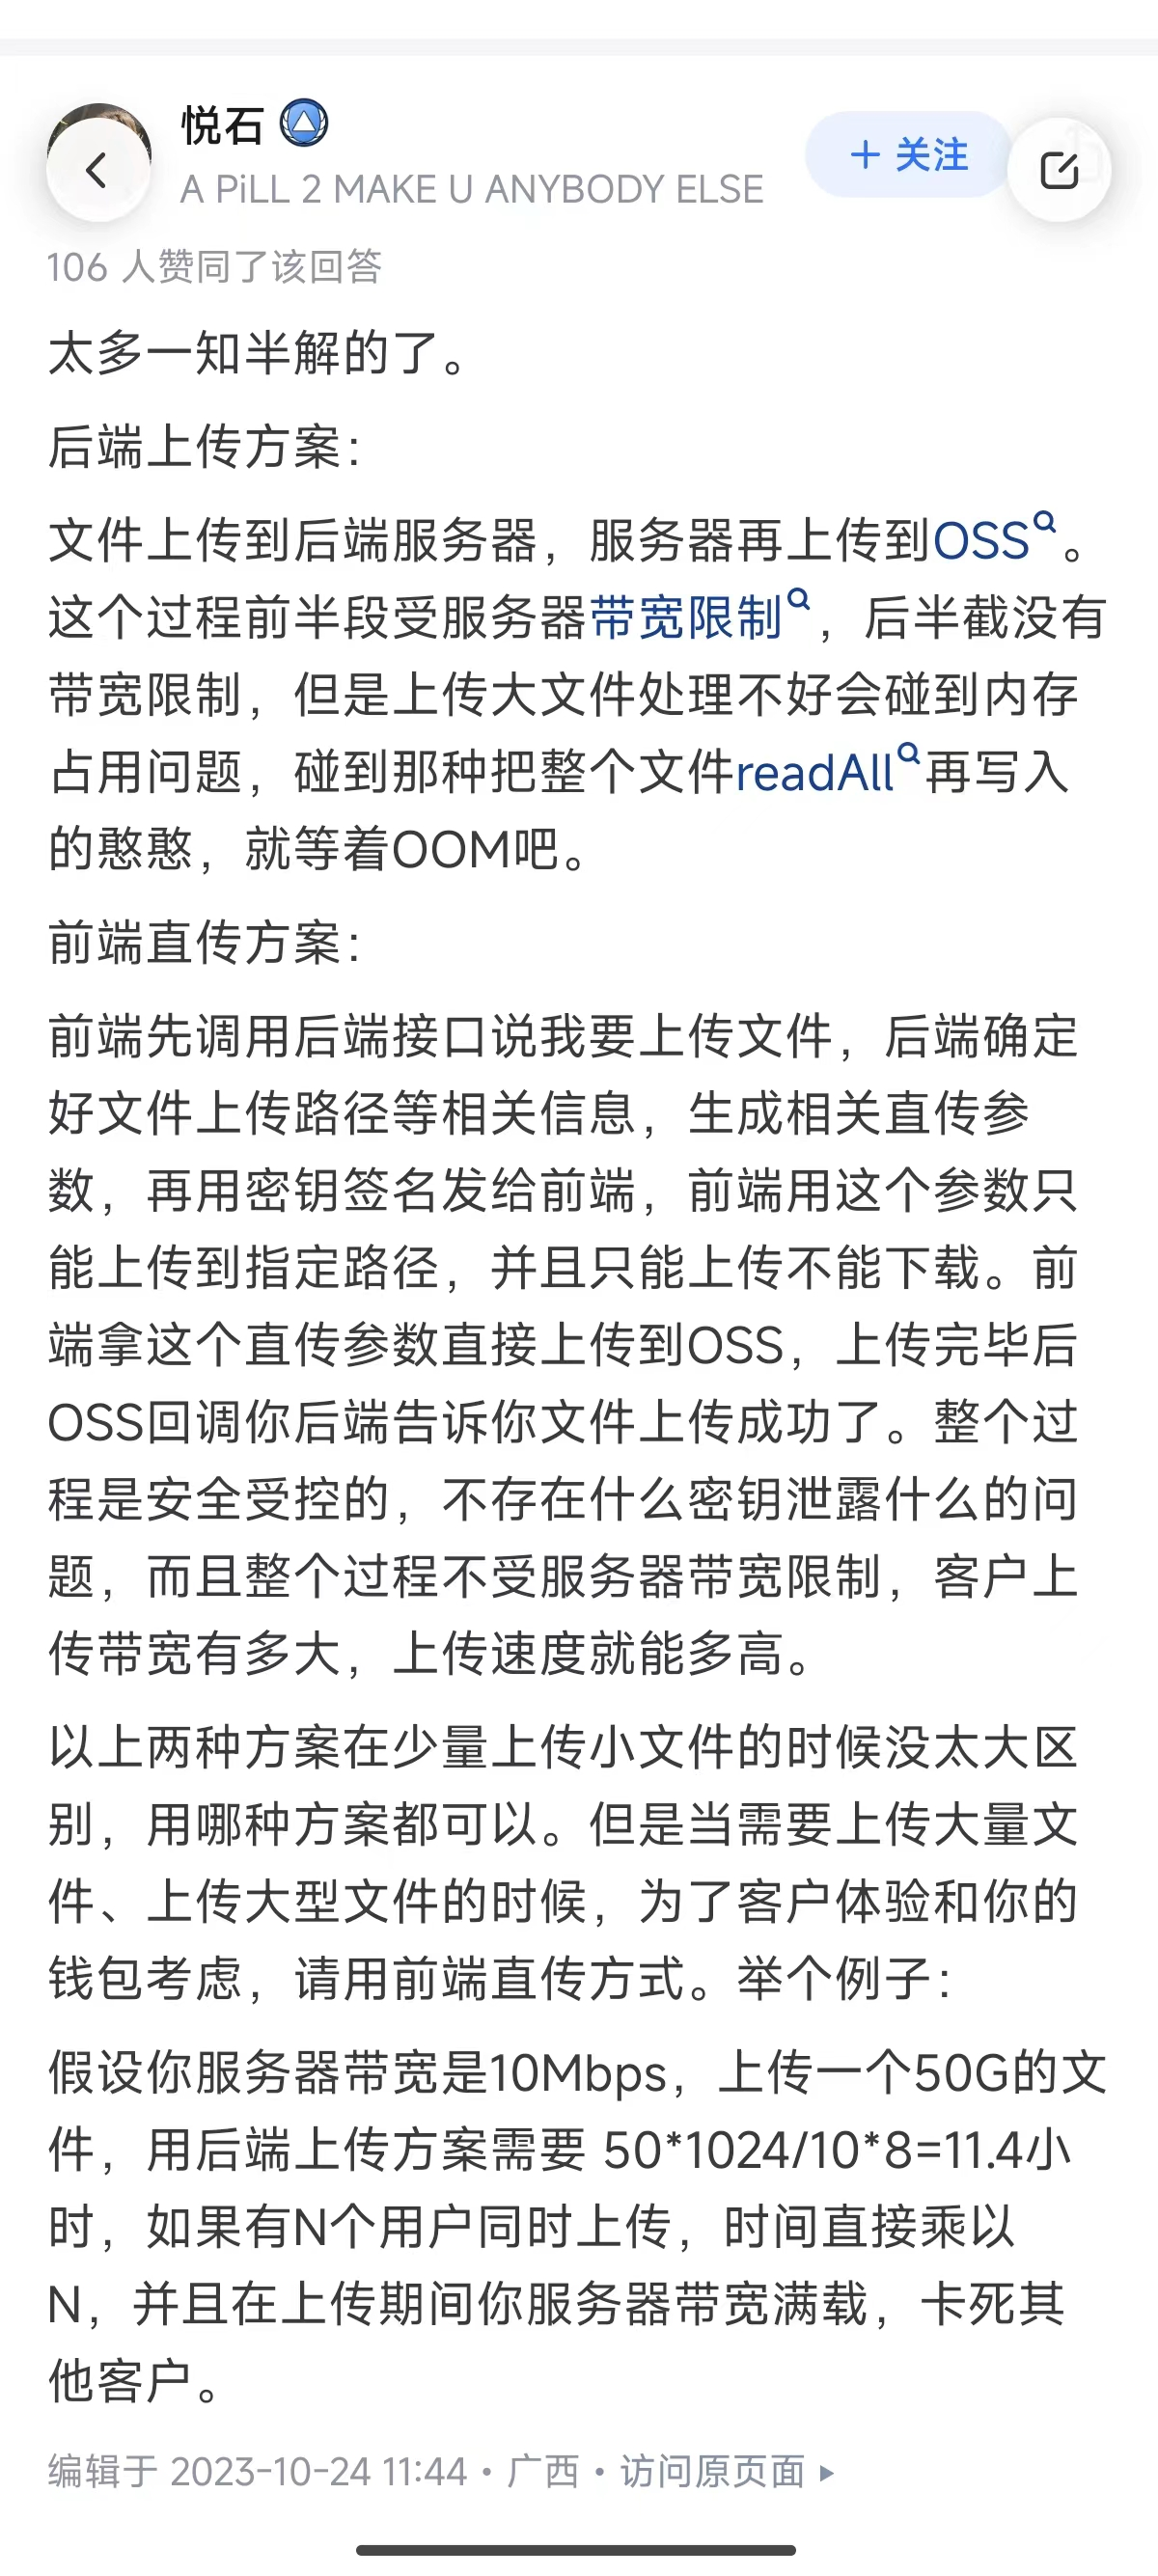 悦石
+ 关注
A PiLL 2 MAKE U ANYBODY ELSE
106 人赞同了该回答
太多一知半解的了。
后端上传方案：
文件上传到后端服务器，服务器再上传到OSS。
这个过程前半段受服务器带宽限制，后半截没有
带宽限制，但是上传大文件处理不好会碰到内存
占用问题，碰到那种把整个文件readAll再写入
的憨憨，就等着OOM吧。
前端直传方案：
前端先调用后端接口说我要上传文件，后端确定
好文件上传路径等相关信息，生成相关直传参
数，再用密钥签名发给前端，前端用这个参数只
能上传到指定路径，并且只能上传不能下载。前
端拿这个直传参数直接上传到OSS，上传完毕后
OSS回调你后端告诉你文件上传成功了。整个过
程是安全受控的，不存在什么密钥泄露什么的问
题，而且整个过程不受服务器带宽限制，客户上
传带宽有多大，上传速度就能多高。
以上两种方案在少量上传小文件的时候没太大区
别，用哪种方案都可以。但是当需要上传大量文
件、上传大型文件的时候，为了客户体验和你的
钱包考虑，请用前端直传方式。举个例子：
假设你服务器带宽是10Mbps，上传一个50G的文
件，用后端上传方案需要 50*1024/10*8=11.4小
时，如果有N个用户同时上传，时间直接乘以
N，并且在上传期间你服务器带宽满载，卡死其
他客户。
编辑于 2023-10-24 11:44 · 广西 · 访问原页面